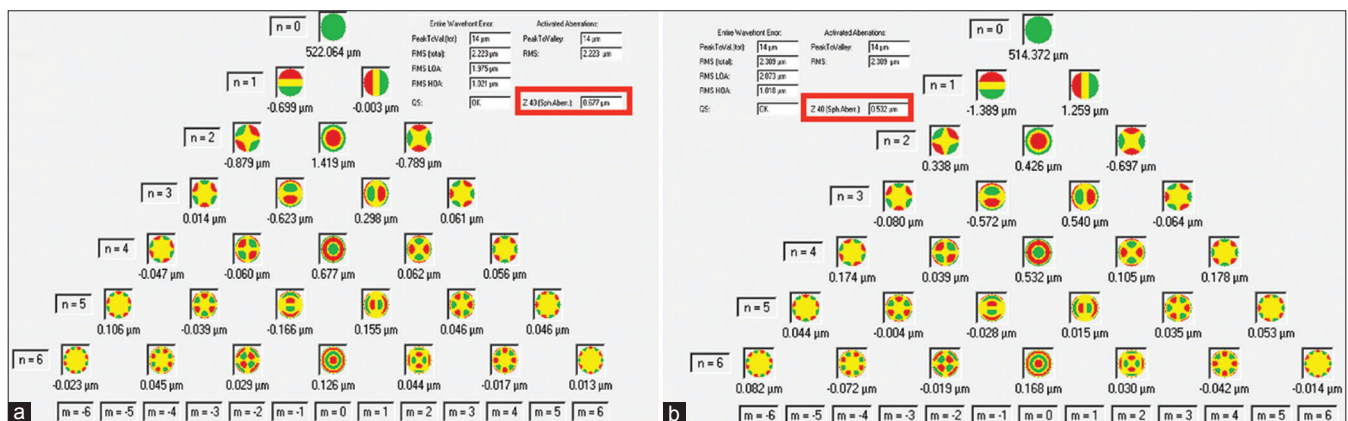 Entire Wavefront Error: Activated Aberrations:
PeakToVal.(tot) 14 µm PeakToValley: 14 µm
RMS (total): 2.223 µm RMS: 2.223 µm
RMS LOA: 1.975 µm
RMS HOA: 1.021 µm
QS: OK Z 40 (Sph.Aberr.): 0.677 µm
n = 0
522.064 µm
n = 1
-0.699 µm -0.003 µm
n = 2
-0.879 µm 1.419 µm -0.789 µm
n = 3
0.014 µm -0.623 µm 0.298 µm 0.061 µm
n = 4
-0.047 µm -0.060 µm 0.677 µm 0.062 µm 0.056 µm
n = 5
0.106 µm -0.039 µm -0.166 µm 0.155 µm 0.046 µm 0.046 µm
n = 6
-0.023 µm 0.045 µm 0.029 µm 0.126 µm 0.044 µm -0.017 µm 0.013 µm
a m = -6 m = -5 m = -4 m = -3 m = -2 m = -1 m = 0 m = 1 m = 2 m = 3 m = 4 m = 5 m = 6
Entire Wavefront Error: Activated Aberrations:
PeakToVal.(tot) 14 µm PeakToValley: 14 µm
RMS (total): 2.309 µm RMS: 2.309 µm
RMS LOA: 2.073 µm
RMS HOA: 1.018 µm
QS: OK Z 40 (Sph.Aberr.): 0.532 µm
n = 0
514.372 µm
n = 1
-1.389 µm 1.259 µm
n = 2
0.338 µm 0.426 µm -0.697 µm
n = 3
-0.080 µm -0.572 µm 0.540 µm -0.064 µm
n = 4
0.174 µm 0.039 µm 0.532 µm 0.105 µm 0.178 µm
n = 5
0.044 µm -0.004 µm -0.028 µm 0.015 µm 0.035 µm 0.053 µm
n = 6
0.082 µm -0.072 µm -0.019 µm 0.168 µm 0.030 µm -0.042 µm -0.014 µm
b m = -6 m = -5 m = -4 m = -3 m = -2 m = -1 m = 0 m = 1 m = 2 m = 3 m = 4 m = 5 m = 6